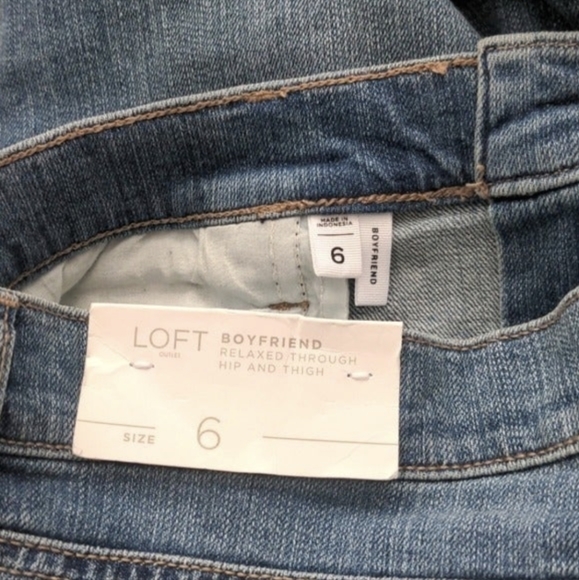 MADE IN
INDONESIA
6
BOYFRIEND
LOFT
OUTLET
BOYFRIEND
RELAXED THROUGH
HIP AND THIGH
SIZE 6